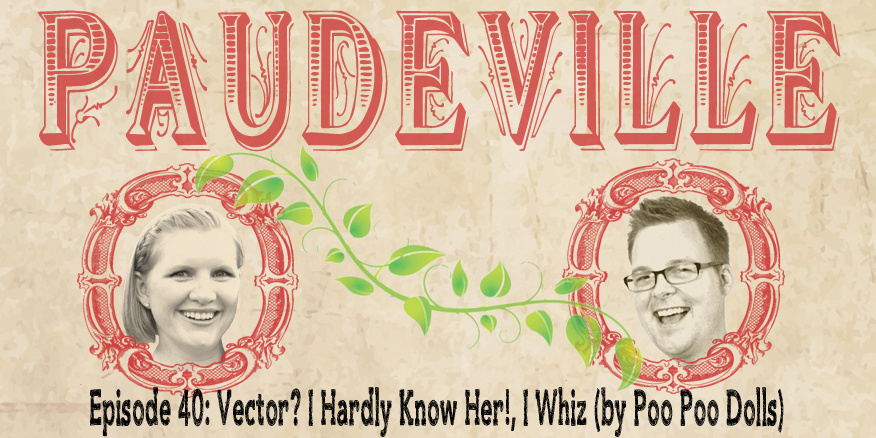 PAUDEVILLE
Episode 40: Vector? I Hardly Know Her!, I Whiz (by Poo Poo Dolls)